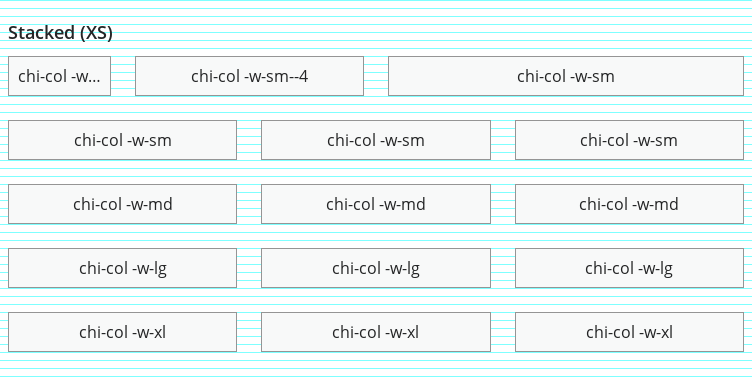 Stacked (XS)
chi-col -w... chi-col -w-sm--4 chi-col -w-sm
chi-col -w-sm chi-col -w-sm chi-col -w-sm
chi-col -w-md chi-col -w-md chi-col -w-md
chi-col -w-lg chi-col -w-lg chi-col -w-lg
chi-col -w-xl chi-col -w-xl chi-col -w-xl